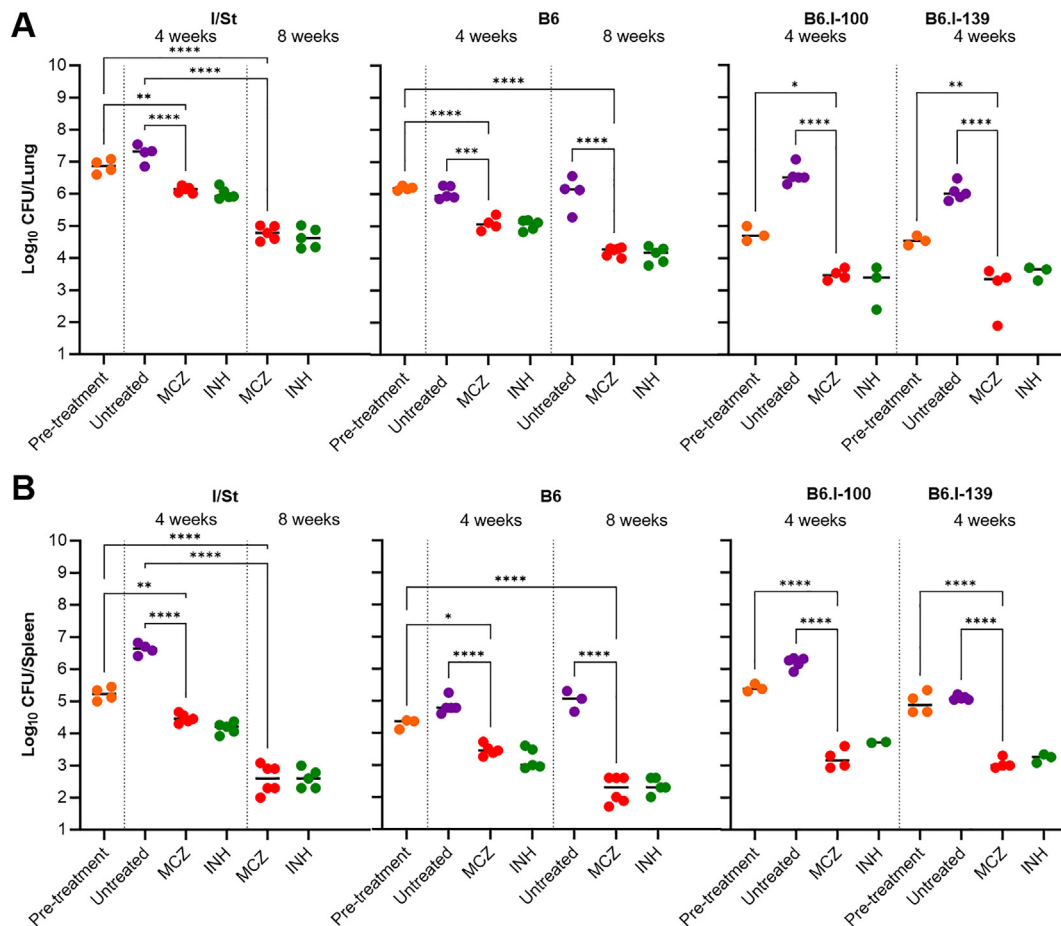 A
I/St
B6
B6.I-100
B6.I-139
4 weeks
8 weeks
4 weeks
8 weeks
4 weeks
4 weeks
Log10 CFU/Lung
10
9
8
7
6
5
4
3
2
1
****
****
**
****
****
****
***
****
*
****
**
****
Pre-treatment
Untreated
MCZ
INH
MCZ
INH
Pre-treatment
Untreated
MCZ
INH
Untreated
MCZ
INH
Pre-treatment
Untreated
MCZ
INH
Pre-treatment
Untreated
MCZ
INH
B
I/St
B6
B6.I-100
B6.I-139
4 weeks
8 weeks
4 weeks
8 weeks
4 weeks
4 weeks
Log10 CFU/Spleen
10
9
8
7
6
5
4
3
2
1
****
****
**
****
****
*
****
****
****
****
****
****
Pre-treatment
Untreated
MCZ
INH
MCZ
INH
Pre-treatment
Untreated
MCZ
INH
Untreated
MCZ
INH
Pre-treatment
Untreated
MCZ
INH
Pre-treatment
Untreated
MCZ
INH